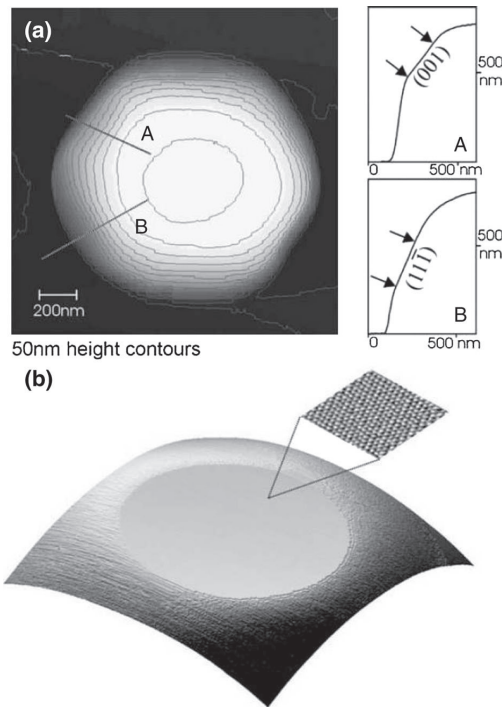 (a)
A
B
200nm
50nm height contours
(001)
500
nm
A
0
500 nm
(111̄)
500
nm
B
0
500 nm
(b)